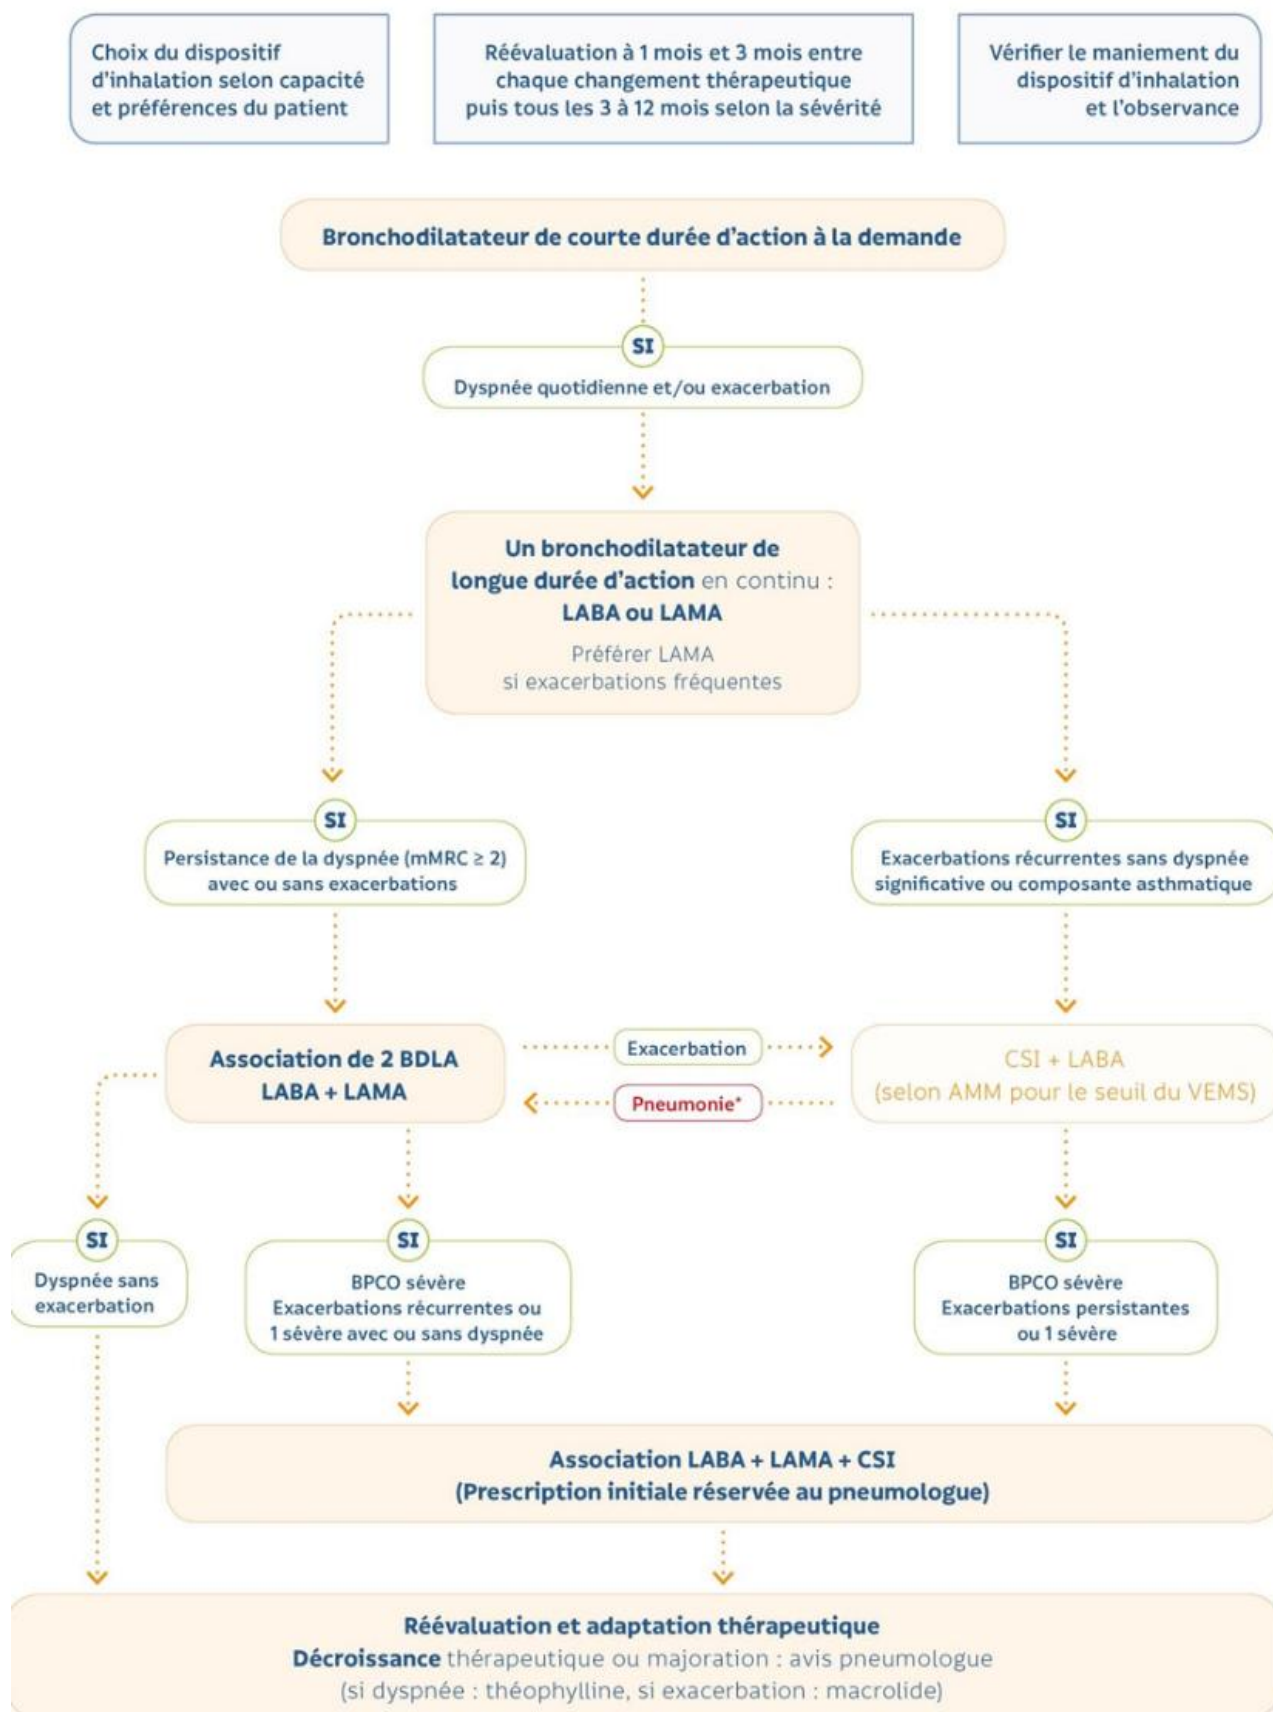 Choix du dispositif
d'inhalation selon capacité
et préférences du patient
Réévaluation à 1 mois et 3 mois entre
chaque changement thérapeutique
puis tous les 3 à 12 mois selon la sévérité
Vérifier le maniement du
dispositif d'inhalation
et l'observance
Bronchodilatateur de courte durée d'action à la demande
SI
Dyspnée quotidienne et/ou exacerbation
Un bronchodilatateur de
longue durée d'action en continu :
LABA ou LAMA
Préférer LAMA
si exacerbations fréquentes
SI
Persistance de la dyspnée (mMRC ≥ 2)
avec ou sans exacerbations
SI
Exacerbations récurrentes sans dyspnée
significative ou composante asthmatique
Association de 2 BDLA
LABA + LAMA
Exacerbation
Pneumonie*
CSI + LABA
(selon AMM pour le seuil du VEMS)
SI
Dyspnée sans
exacerbation
SI
BPCO sévère
Exacerbations récurrentes ou
1 sévère avec ou sans dyspnée
SI
BPCO sévère
Exacerbations persistantes
ou 1 sévère
Association LABA + LAMA + CSI
(Prescription initiale réservée au pneumologue)
Réévaluation et adaptation thérapeutique
Décroissance thérapeutique ou majoration : avis pneumologue
(si dyspnée : théophylline, si exacerbation : macrolide)